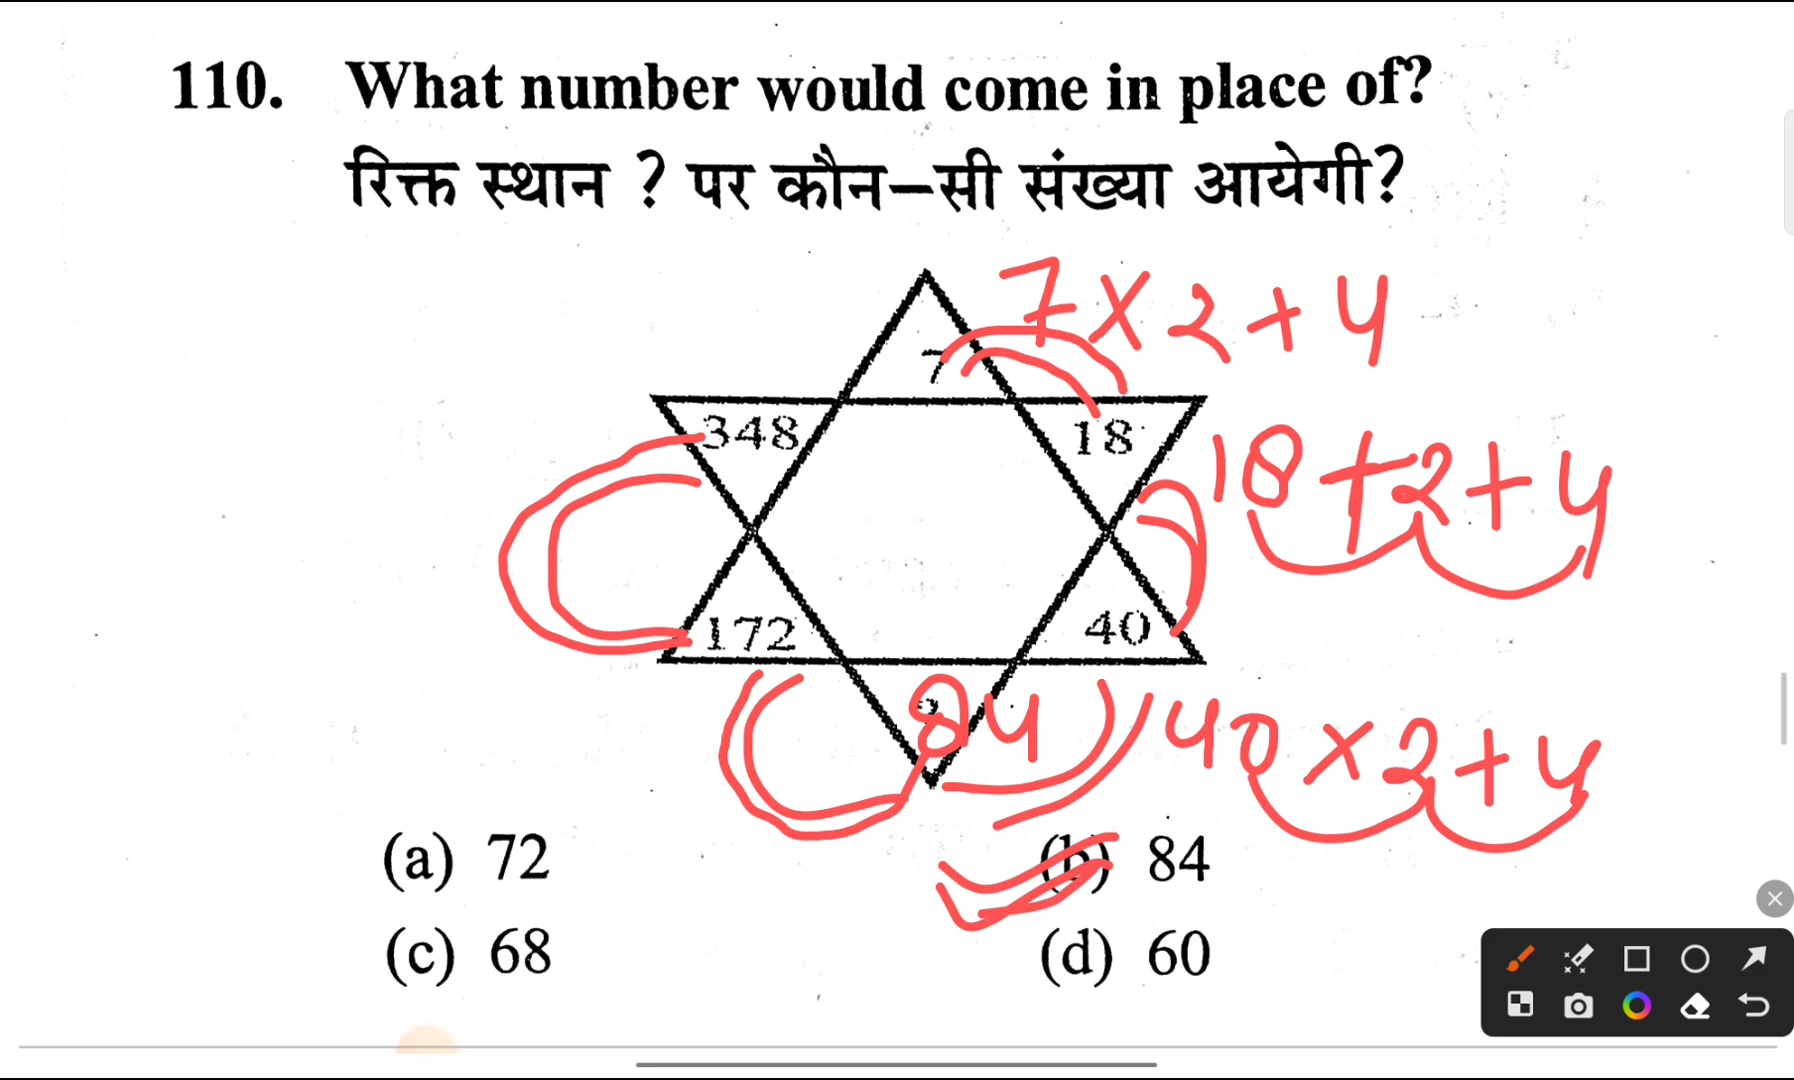 110. What number would come in place of?
रिक्त स्थान ? पर कौन–सी संख्या आयेगी?
7×2+4
7
348
18
18+2+4
172
40
84
40×2+4
(a) 72
(b) 84
(c) 68
(d) 60